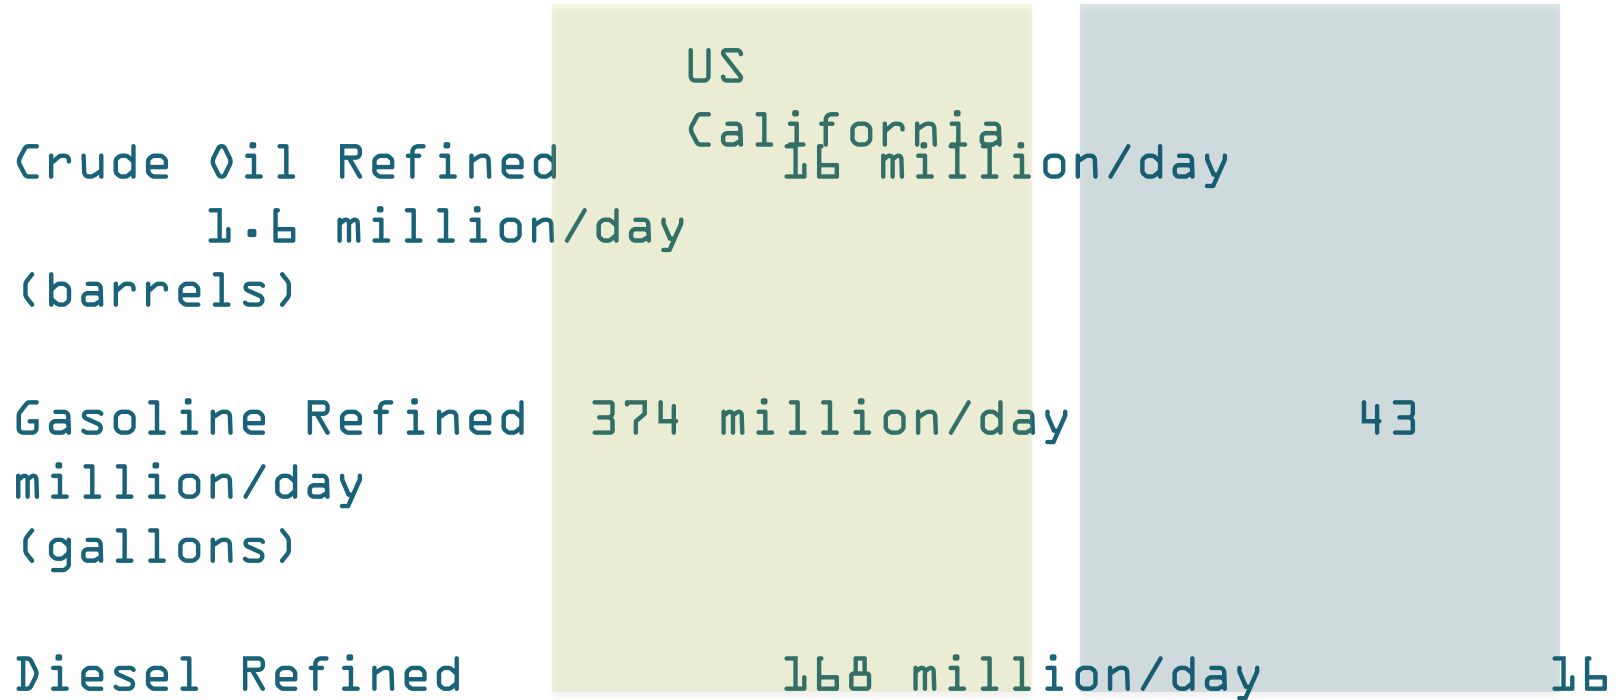 US
California
Crude Oil Refined 16 million/day
1.6 million/day
(barrels)
Gasoline Refined 374 million/day 43
million/day
(gallons)
Diesel Refined 168 million/day 16